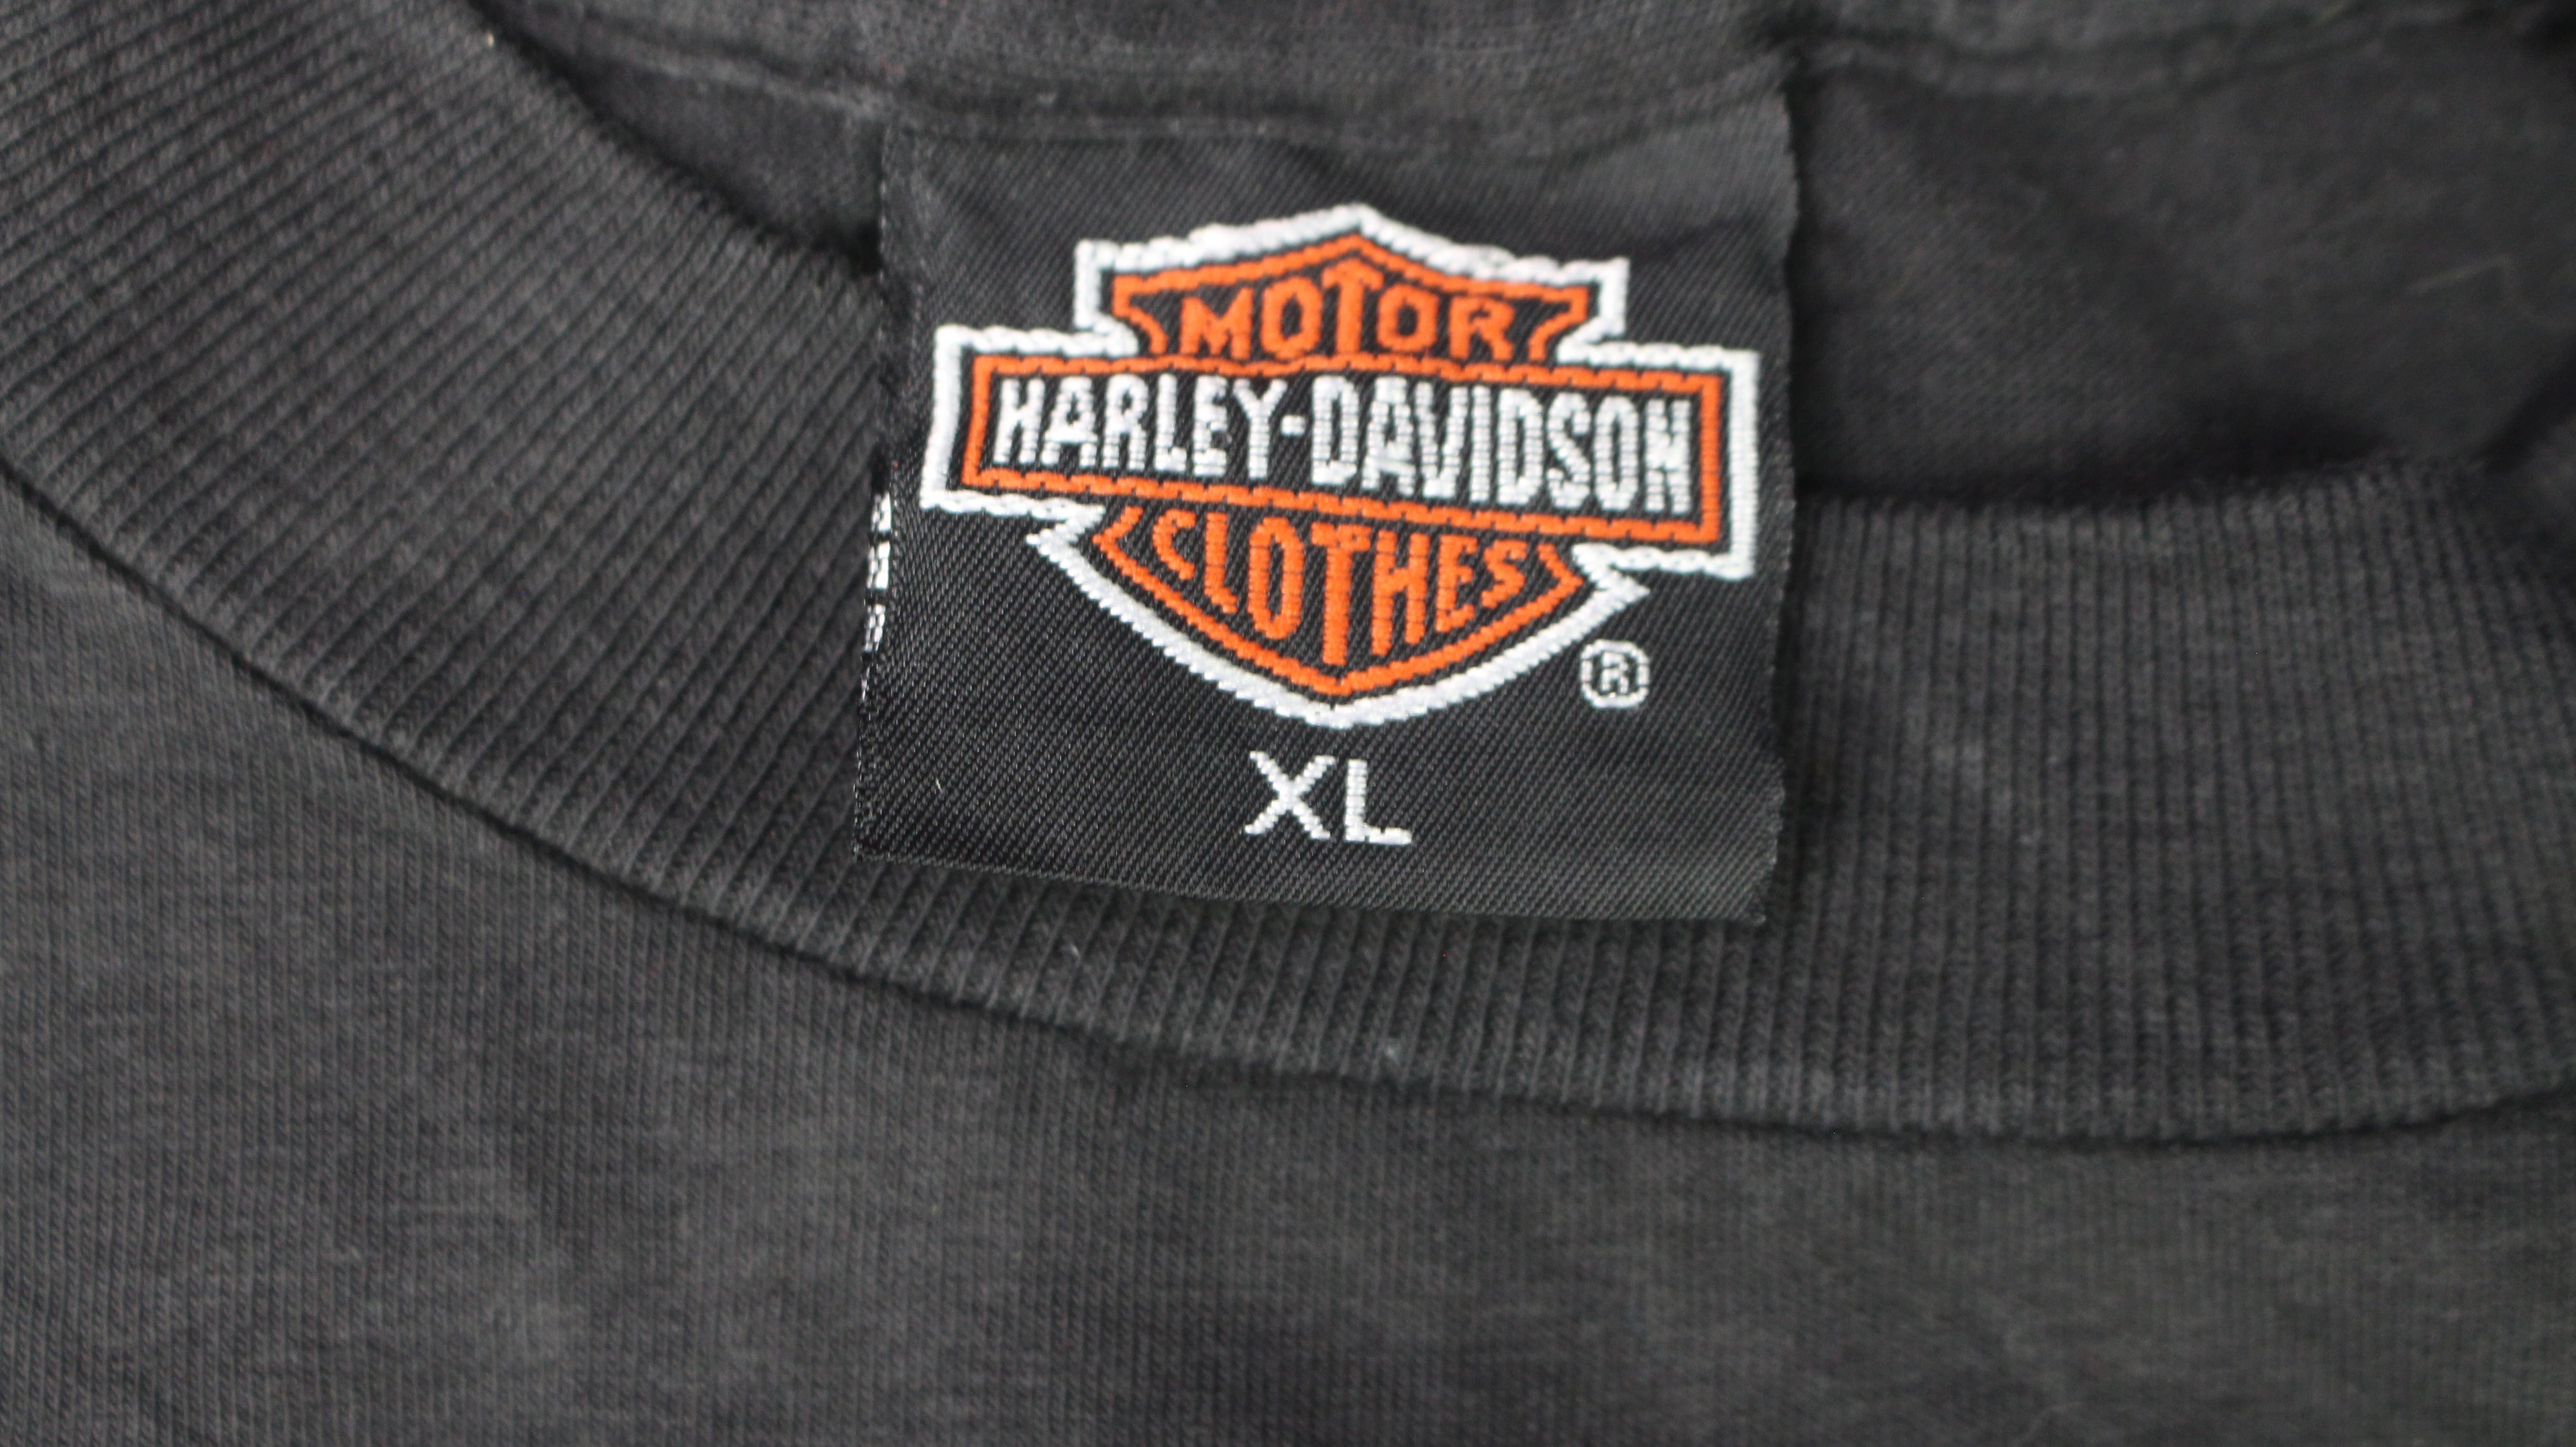 MOTOR
HARLEY-DAVIDSON
CLOTHES
®
XL